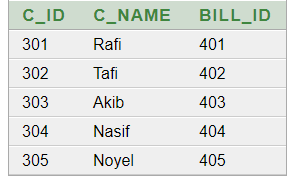 C_ID C_NAME BILL_ID
301 Rafi 401
302 Tafi 402
303 Akib 403
304 Nasif 404
305 Noyel 405